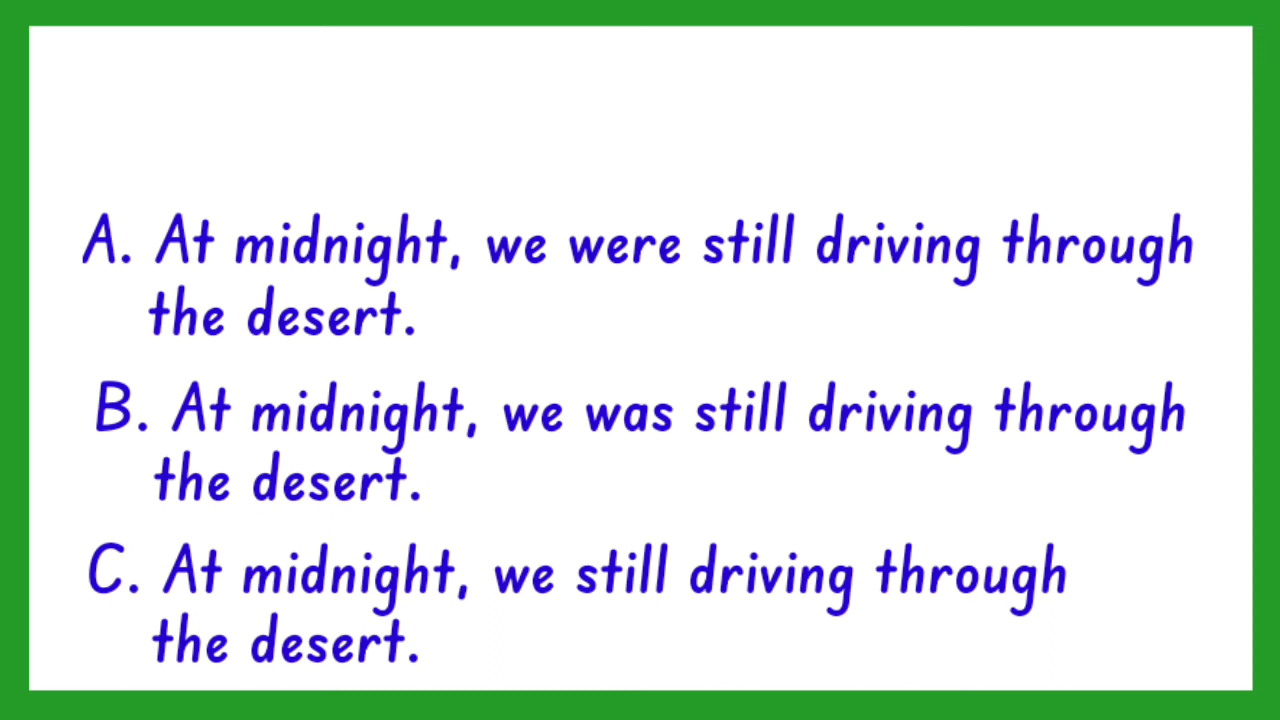 A. At midnight, we were still driving through
the desert.
B. At midnight, we was still driving through
the desert.
C. At midnight, we still driving through
the desert.